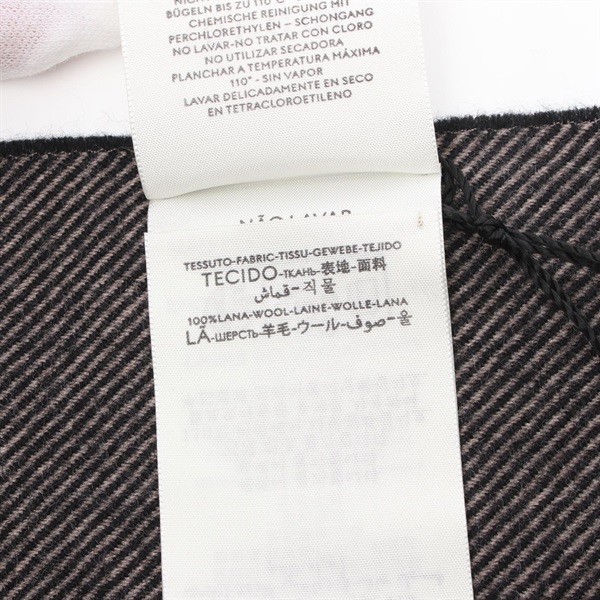 BÜGELN BIS ZU 110°
CHEMISCHE REINIGUNG MIT
PERCHLORETHYLEN - SCHONGANG
NO LAVAR-NO TRATAR CON CLORO
NO UTILIZAR SECADORA
PLANCHAR A TEMPERATURA MÁXIMA
110° - SIN VAPOR
LAVAR DELICADAMENTE EN SECO
EN TETRACLOROETILENO
NÃO LAVAR
TESSUTO-FABRIC-TISSU-GEWEBE-TEJIDO
TECIDO-ТКАНЬ-表地-面料
직물-قماش
100%LANA-WOOL-LAINE-WOLLE-LANA
LÃ-ШЕРСТЬ-羊毛-ウール-صوف-울